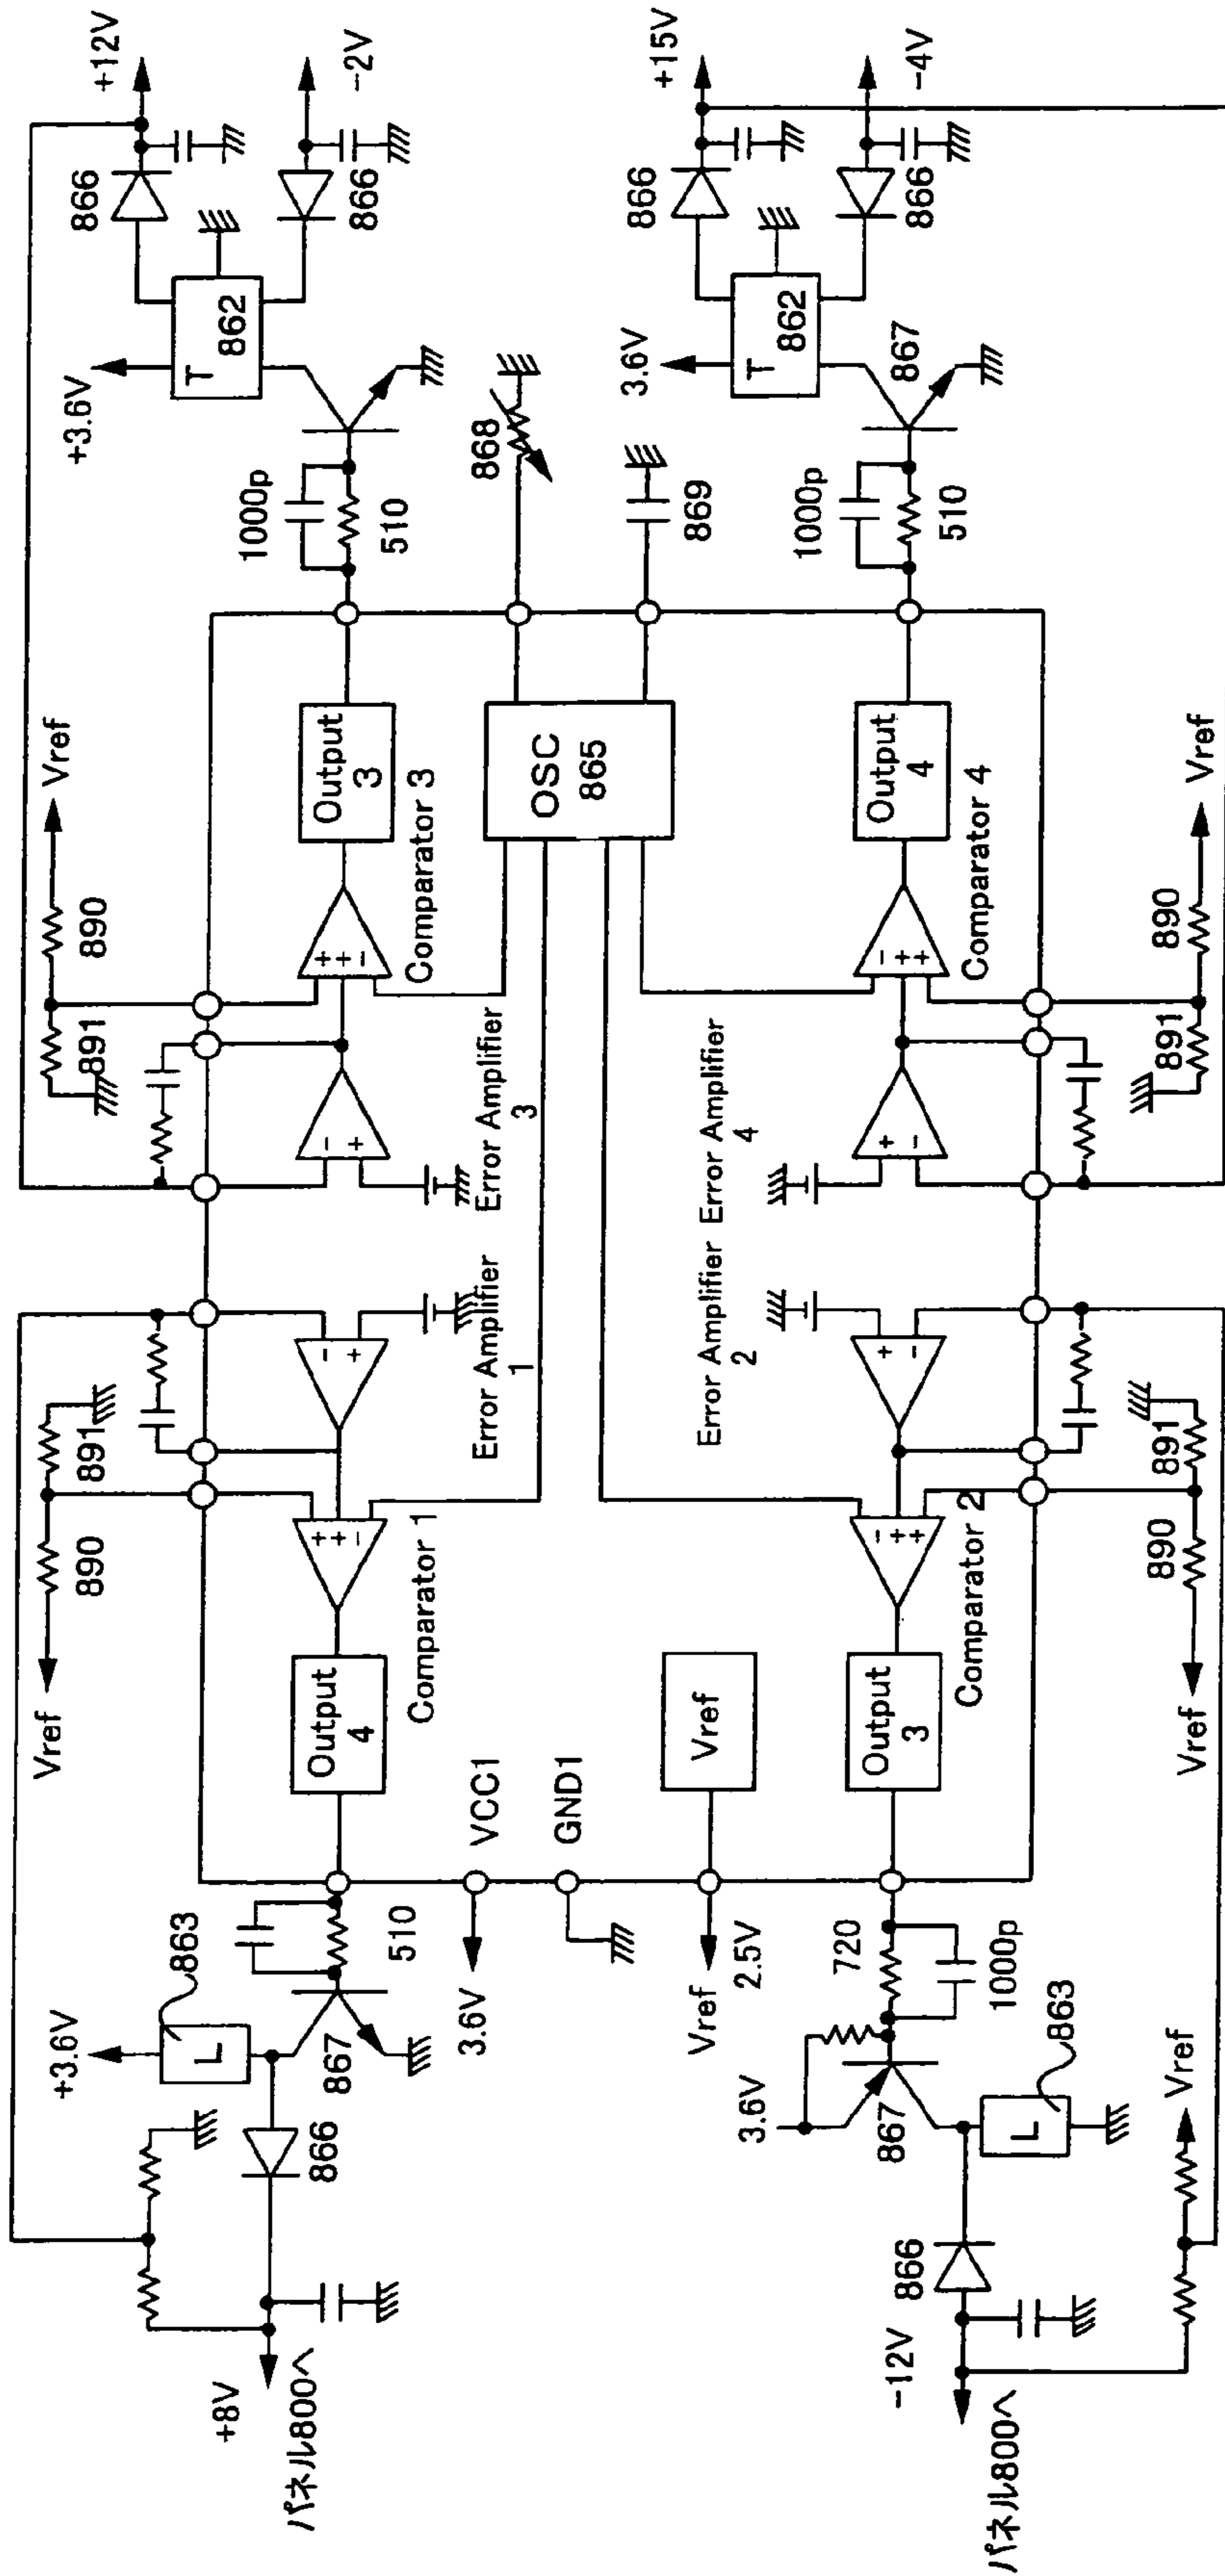 +12V
-2V
866
866
T
862
+3.6V
1000p
510
868
869
+15V
-4V
866
866
T
862
3.6V
867
1000p
510
Vref
890
891
Output
3
Comparator 3
Error Amplifier
3
OSC
865
Output
4
Comparator 4
Error Amplifier
4
Vref
890
891
Vref
890
891
Output
4
Comparator 1
Error Amplifier
1
Vref
Output
3
Comparator 2
Error Amplifier
2
Vref
890
891
510
863
+3.6V
L
867
866
+8V
パネル800へ
VCC1
3.6V
GND1
Vref
2.5V
720
1000p
3.6V
867
863
L
866
-12V
パネル800へ
Vref
++-
-+
++-
-+
-++
+-
-++
+-